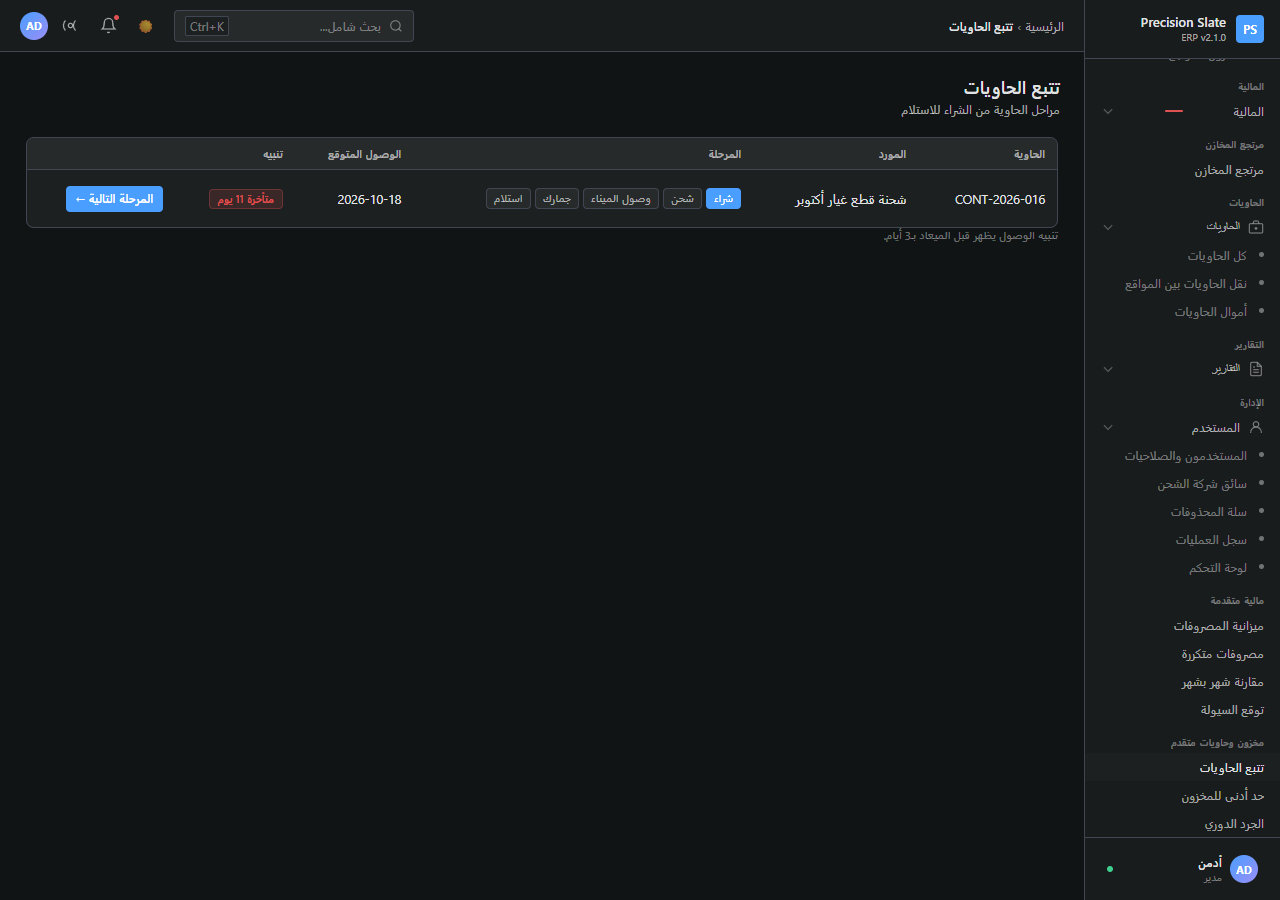 Precision Slate
ERP v2.1.0
PS
الرئيسية › تتبع الحاويات
بحث شامل...
Ctrl+K
AD
المالية
المالية
مرتجع المخازن
مرتجع المخازن
الحاويات
الحاويات
كل الحاويات
نقل الحاويات بين المواقع
أموال الحاويات
التقارير
التقارير
الإدارة
المستخدم
المستخدمون والصلاحيات
سائق شركة الشحن
سلة المحذوفات
سجل العمليات
لوحة التحكم
مالية متقدمة
ميزانية المصروفات
مصروفات متكررة
مقارنة شهر بشهر
توقع السيولة
مخزون وحاويات متقدم
تتبع الحاويات
حد أدنى للمخزون
الجرد الدوري
أدمن
مدير
AD
تتبع الحاويات
مراحل الحاوية من الشراء للاستلام
الحاوية المورد المرحلة الوصول المتوقع تنبيه
CONT-2026-016 شحنة قطع غيار أكتوبر شراء شحن وصول الميناء جمارك استلام 2026-10-18 متأخرة 11 يوم المرحلة التالية ←
تنبيه الوصول يظهر قبل الميعاد بـ3 أيام.